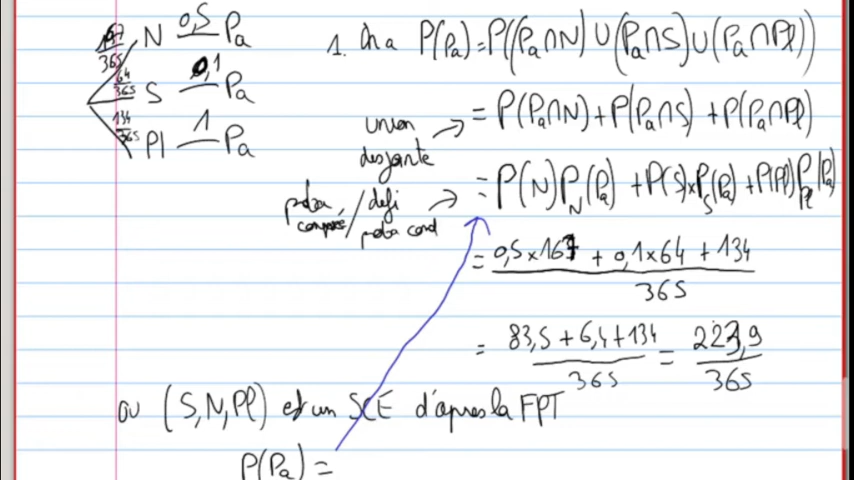 167/365 N 0,5 Pa
64/365 S 0,1 Pa
134/365 Pl 1 Pa
1. On a P(Pa) = P((Pa∩N) ∪ (Pa∩S) ∪ (Pa∩Pl))
union disjointe → = P(Pa∩N) + P(Pa∩S) + P(Pa∩Pl)
proba composé / défi proba cond → = P(N)P_N(Pa) + P(S)×P_S(Pa) + P(Pl)P_Pl(Pa)
= (0,5×167 + 0,1×64 + 134)/365
= (83,5 + 6,4 + 134)/365 = 223,9/365
ou (S,N,Pl) est un SCE d'après la FPT
P(Pa) =